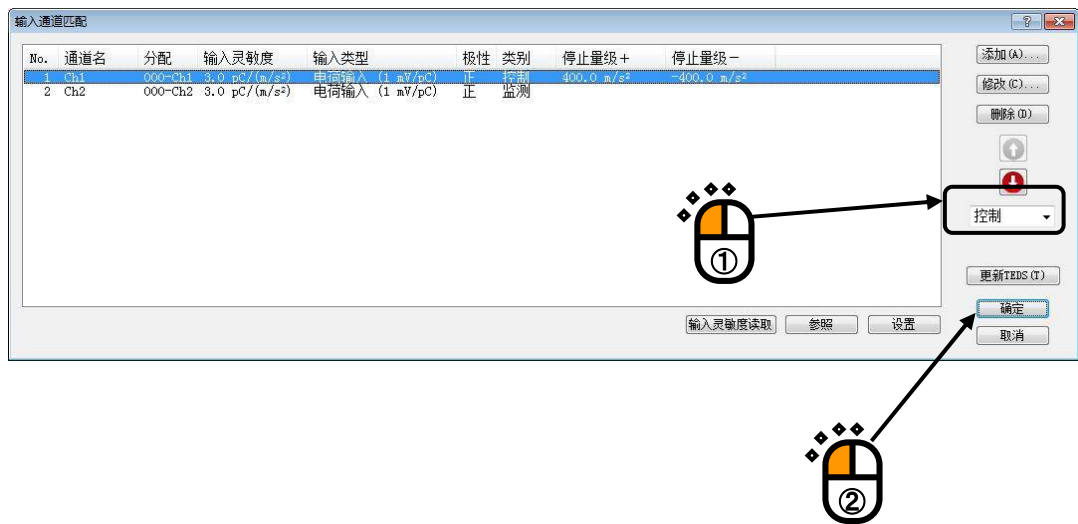 输入通道匹配
No. 通道名 分配 输入灵敏度 输入类型 极性 类别 停止量级+ 停止量级-
1 Ch1 000-Ch1 3.0 pC/(m/s²) 电荷输入 (1 mV/pC) 正 控制 400.0 m/s² -400.0 m/s²
2 Ch2 000-Ch2 3.0 pC/(m/s²) 电荷输入 (1 mV/pC) 正 监测
添加(A)...
修改(C)...
删除(D)
控制
①
更新TEDS(T)
确定
输入灵敏度读取 参照 设置
取消
②